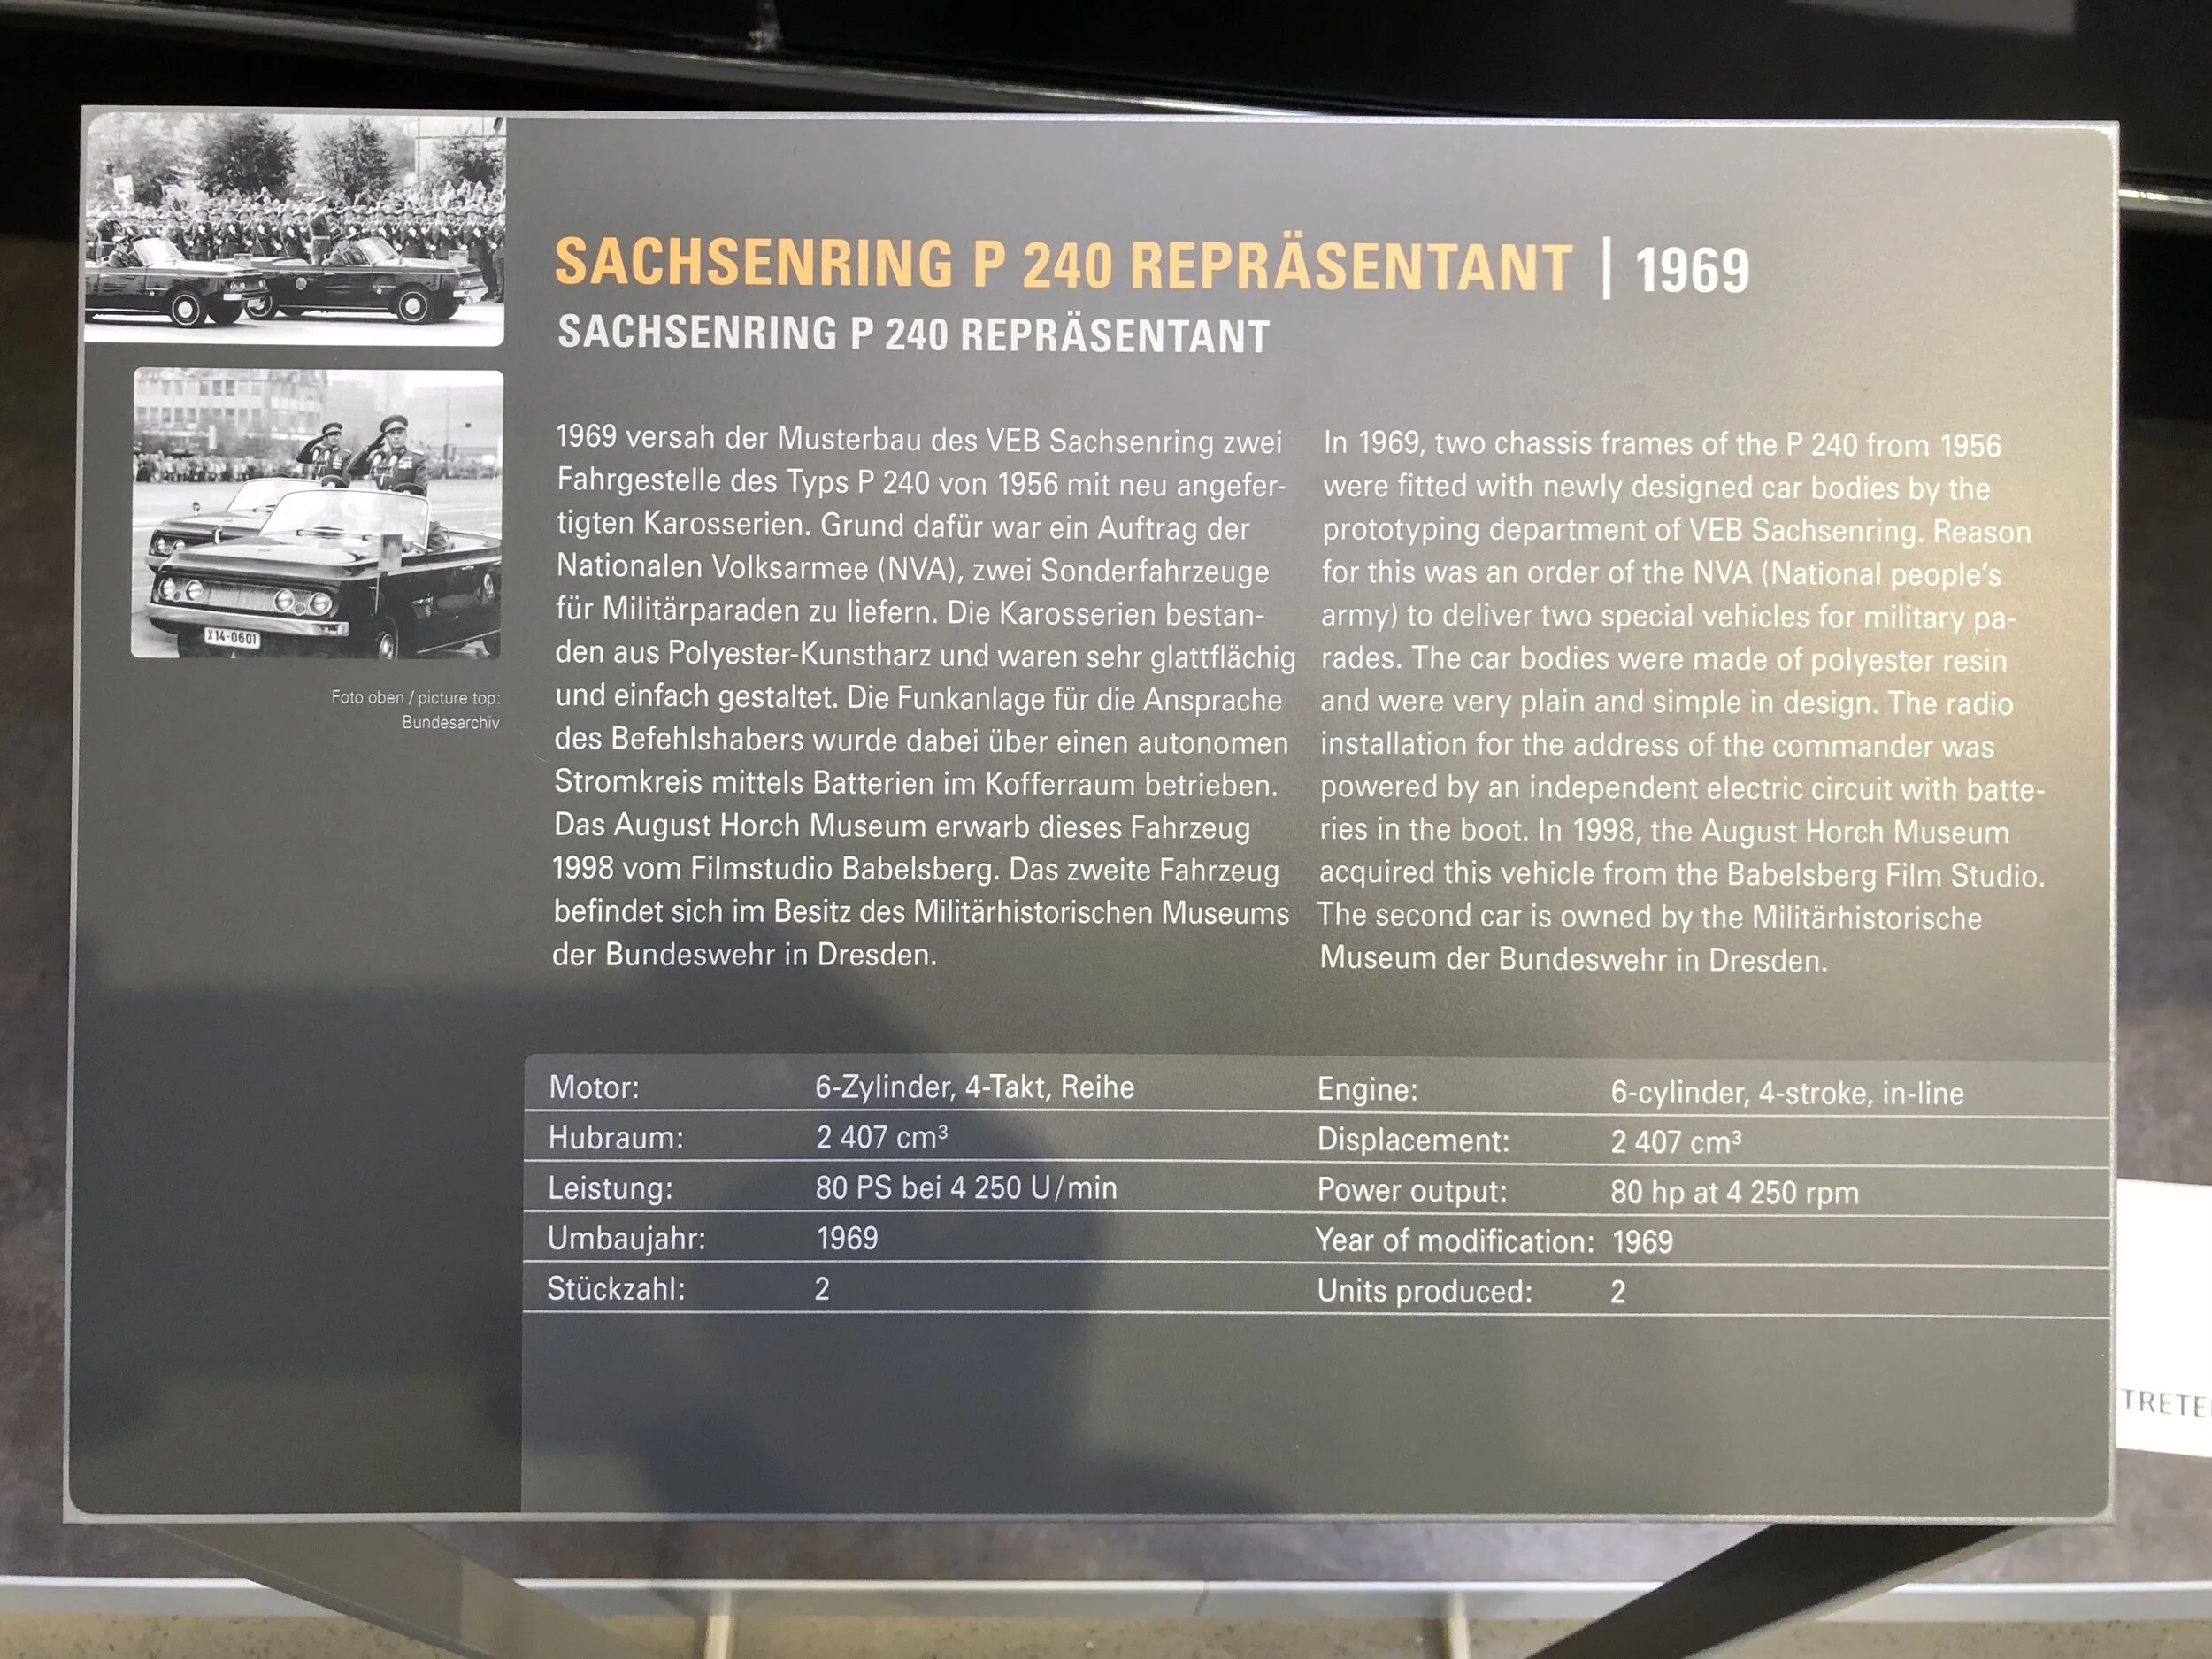 SACHSENRING P 240 REPRÄSENTANT | 1969
SACHSENRING P 240 REPRÄSENTANT
1969 versah der Musterbau des VEB Sachsenring zwei
Fahrgestelle des Typs P 240 von 1956 mit neu angefer-
tigten Karosserien. Grund dafür war ein Auftrag der
Nationalen Volksarmee (NVA), zwei Sonderfahrzeuge
für Militärparaden zu liefern. Die Karosserien bestan-
den aus Polyester-Kunstharz und waren sehr glattflächig
und einfach gestaltet. Die Funkanlage für die Ansprache
des Befehlshabers wurde dabei über einen autonomen
Stromkreis mittels Batterien im Kofferraum betrieben.
Das August Horch Museum erwarb dieses Fahrzeug
1998 vom Filmstudio Babelsberg. Das zweite Fahrzeug
befindet sich im Besitz des Militärhistorischen Museums
der Bundeswehr in Dresden.
In 1969, two chassis frames of the P 240 from 1956
were fitted with newly designed car bodies by the
prototyping department of VEB Sachsenring. Reason
for this was an order of the NVA (National people's
army) to deliver two special vehicles for military pa-
rades. The car bodies were made of polyester resin
and were very plain and simple in design. The radio
installation for the address of the commander was
powered by an independent electric circuit with batte-
ries in the boot. In 1998, the August Horch Museum
acquired this vehicle from the Babelsberg Film Studio.
The second car is owned by the Militärhistorische
Museum der Bundeswehr in Dresden.
X14-0601
Foto oben / picture top:
Bundesarchiv
Motor: 6-Zylinder, 4-Takt, Reihe
Hubraum: 2 407 cm³
Leistung: 80 PS bei 4 250 U/min
Umbaujahr: 1969
Stückzahl: 2
Engine: 6-cylinder, 4-stroke, in-line
Displacement: 2 407 cm³
Power output: 80 hp at 4 250 rpm
Year of modification: 1969
Units produced: 2
TRETE